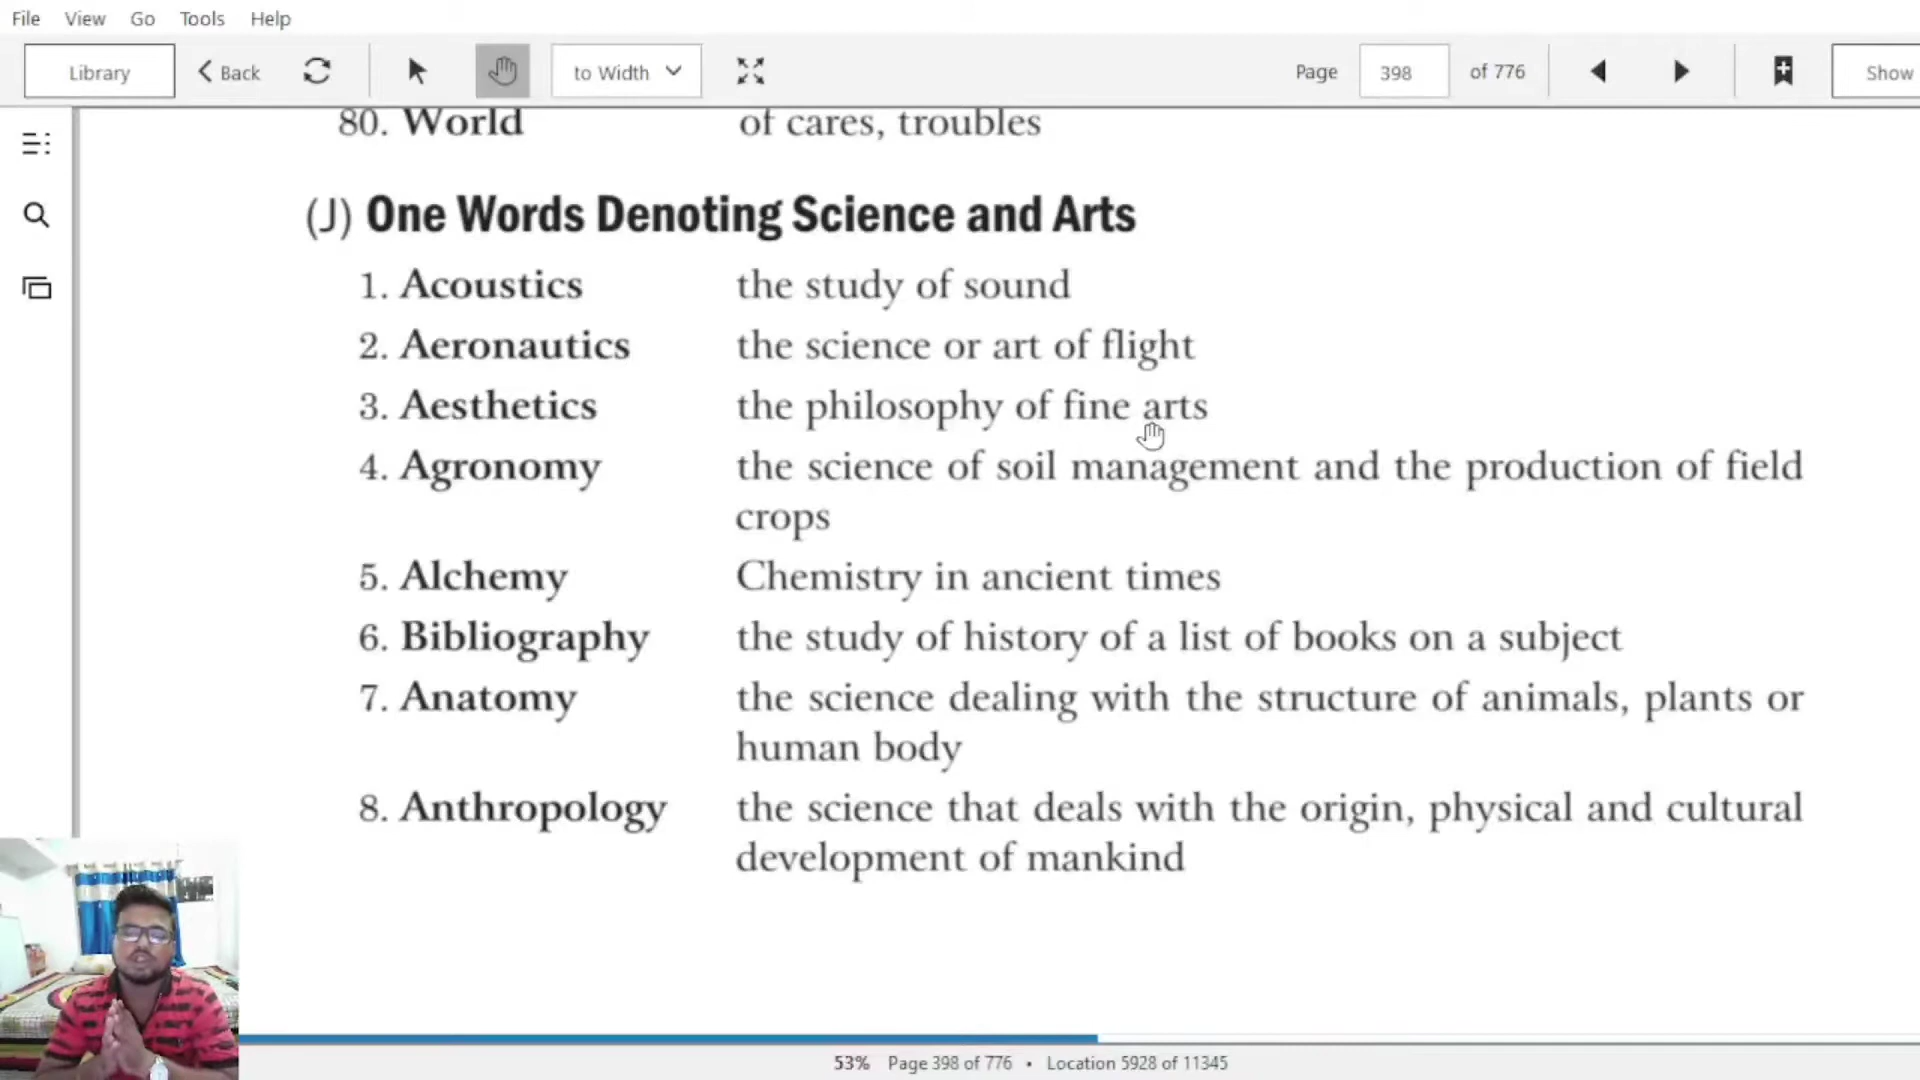 File View Go Tools Help
Library Back to Width Page 398 of 776 Show
80. World of cares, troubles
(J) One Words Denoting Science and Arts
1. Acoustics the study of sound
2. Aeronautics the science or art of flight
3. Aesthetics the philosophy of fine arts
4. Agronomy the science of soil management and the production of field
crops
5. Alchemy Chemistry in ancient times
6. Bibliography the study of history of a list of books on a subject
7. Anatomy the science dealing with the structure of animals, plants or
human body
8. Anthropology the science that deals with the origin, physical and cultural
development of mankind
53% Page 398 of 776 • Location 5928 of 11345